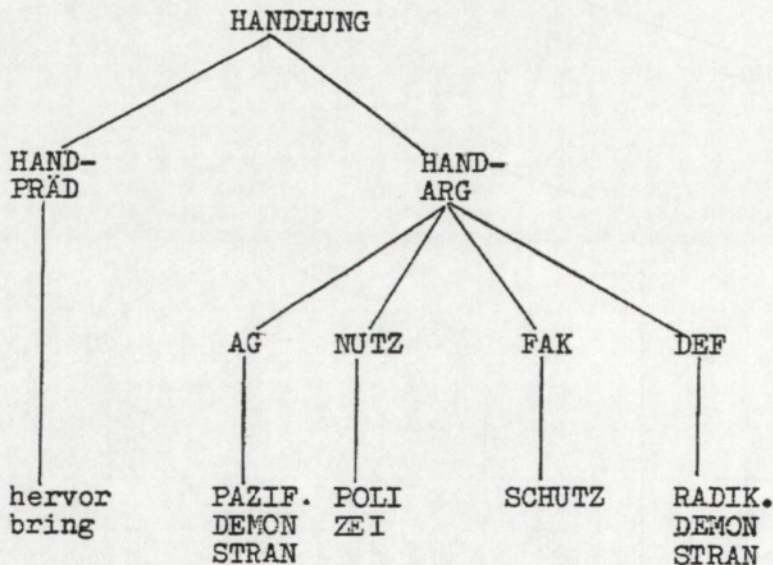 HANDLUNG
HAND-
PRÄD
HAND-
ARG
AG NUTZ FAK DEF
hervor
bring
PAZIF.
DEMON
STRAN
POLI
ZEI
SCHUTZ
RADIK.
DEMON
STRAN